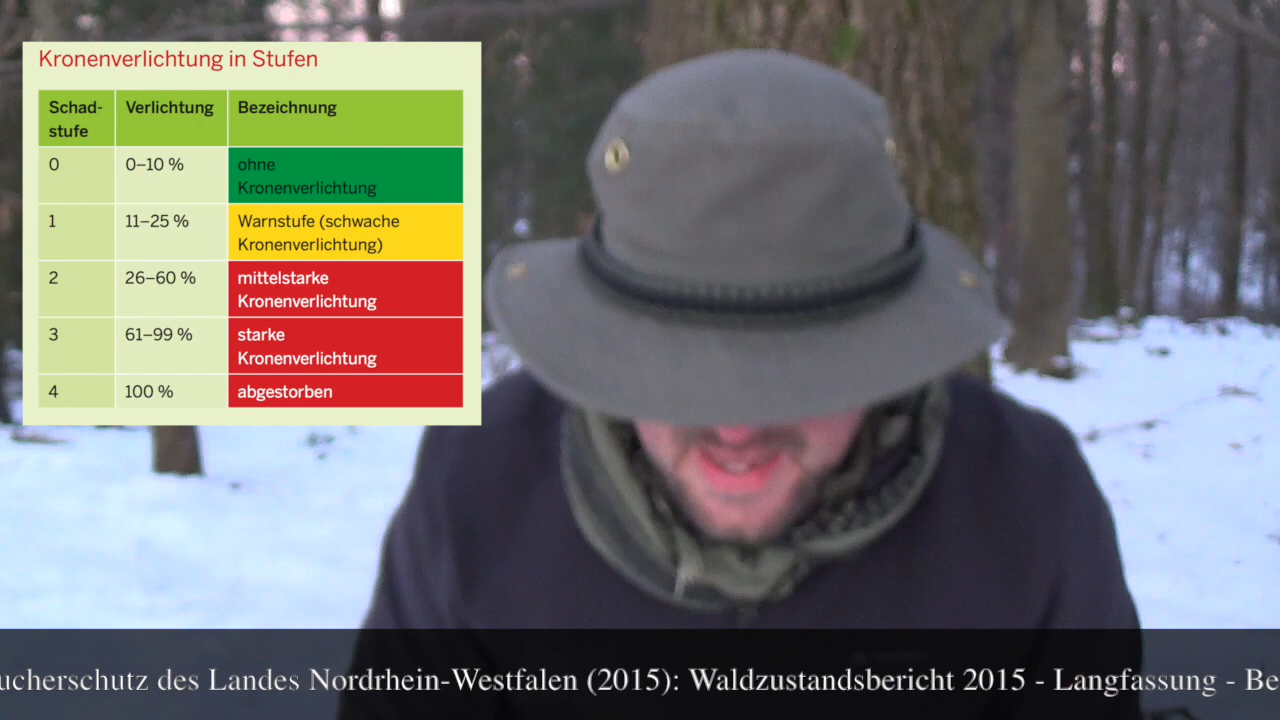 Kronenverlichtung in Stufen
Schad-
stufe
Verlichtung
Bezeichnung
0
0–10 %
ohne
Kronenverlichtung
1
11–25 %
Warnstufe (schwache
Kronenverlichtung)
2
26–60 %
mittelstarke
Kronenverlichtung
3
61–99 %
starke
Kronenverlichtung
4
100 %
abgestorben
ucherschutz des Landes Nordrhein-Westfalen (2015): Waldzustandsbericht 2015 - Langfassung - Be